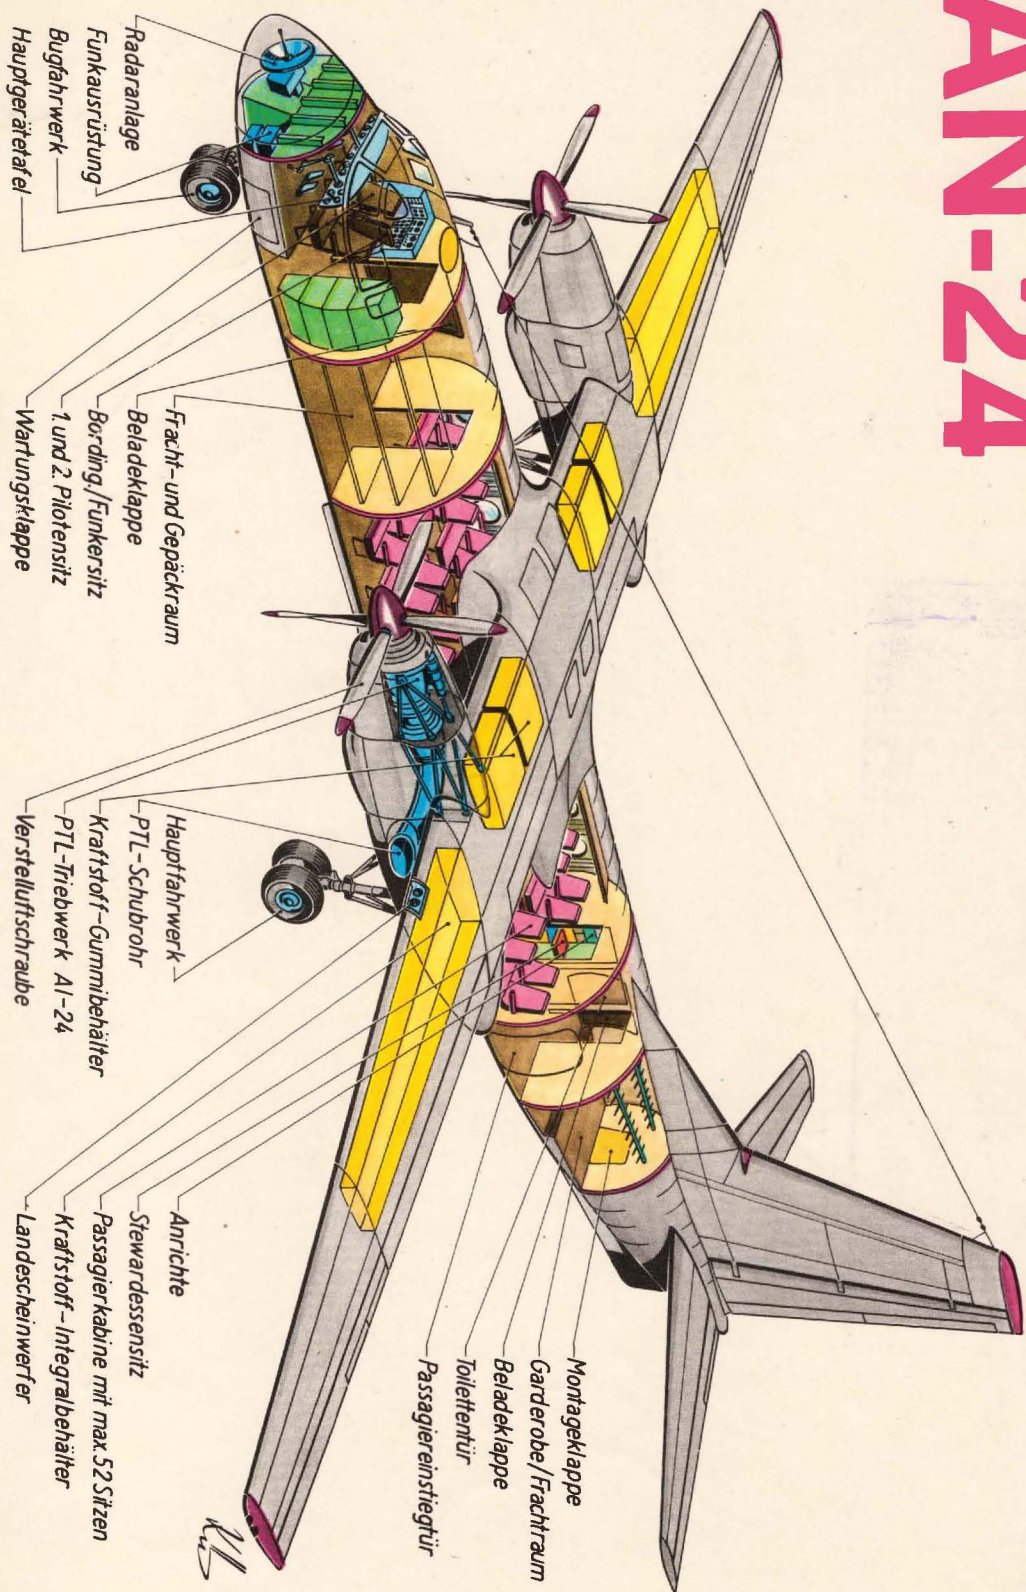 AN-24
Radaranlage
Funkausrüstung
Bugfahrwerk
Hauptgerätetafel
Fracht- und Gepäckraum
Beladeklappe
Bording./Funkersitz
1. und 2. Pilotensitz
Wartungsklappe
Hauptfahrwerk
PTL-Schubrohr
Kraftstoff-Gummibehälter
PTL-Triebwerk AI-24
Verstelluftschraube
Anrichte
Stewardessensitz
Passagierkabine mit max. 52 Sitzen
Kraftstoff-Integralbehälter
Landescheinwerfer
Montageklappe
Garderobe/Frachtraum
Beladeklappe
Toilettentür
Passagiereinstiegtür